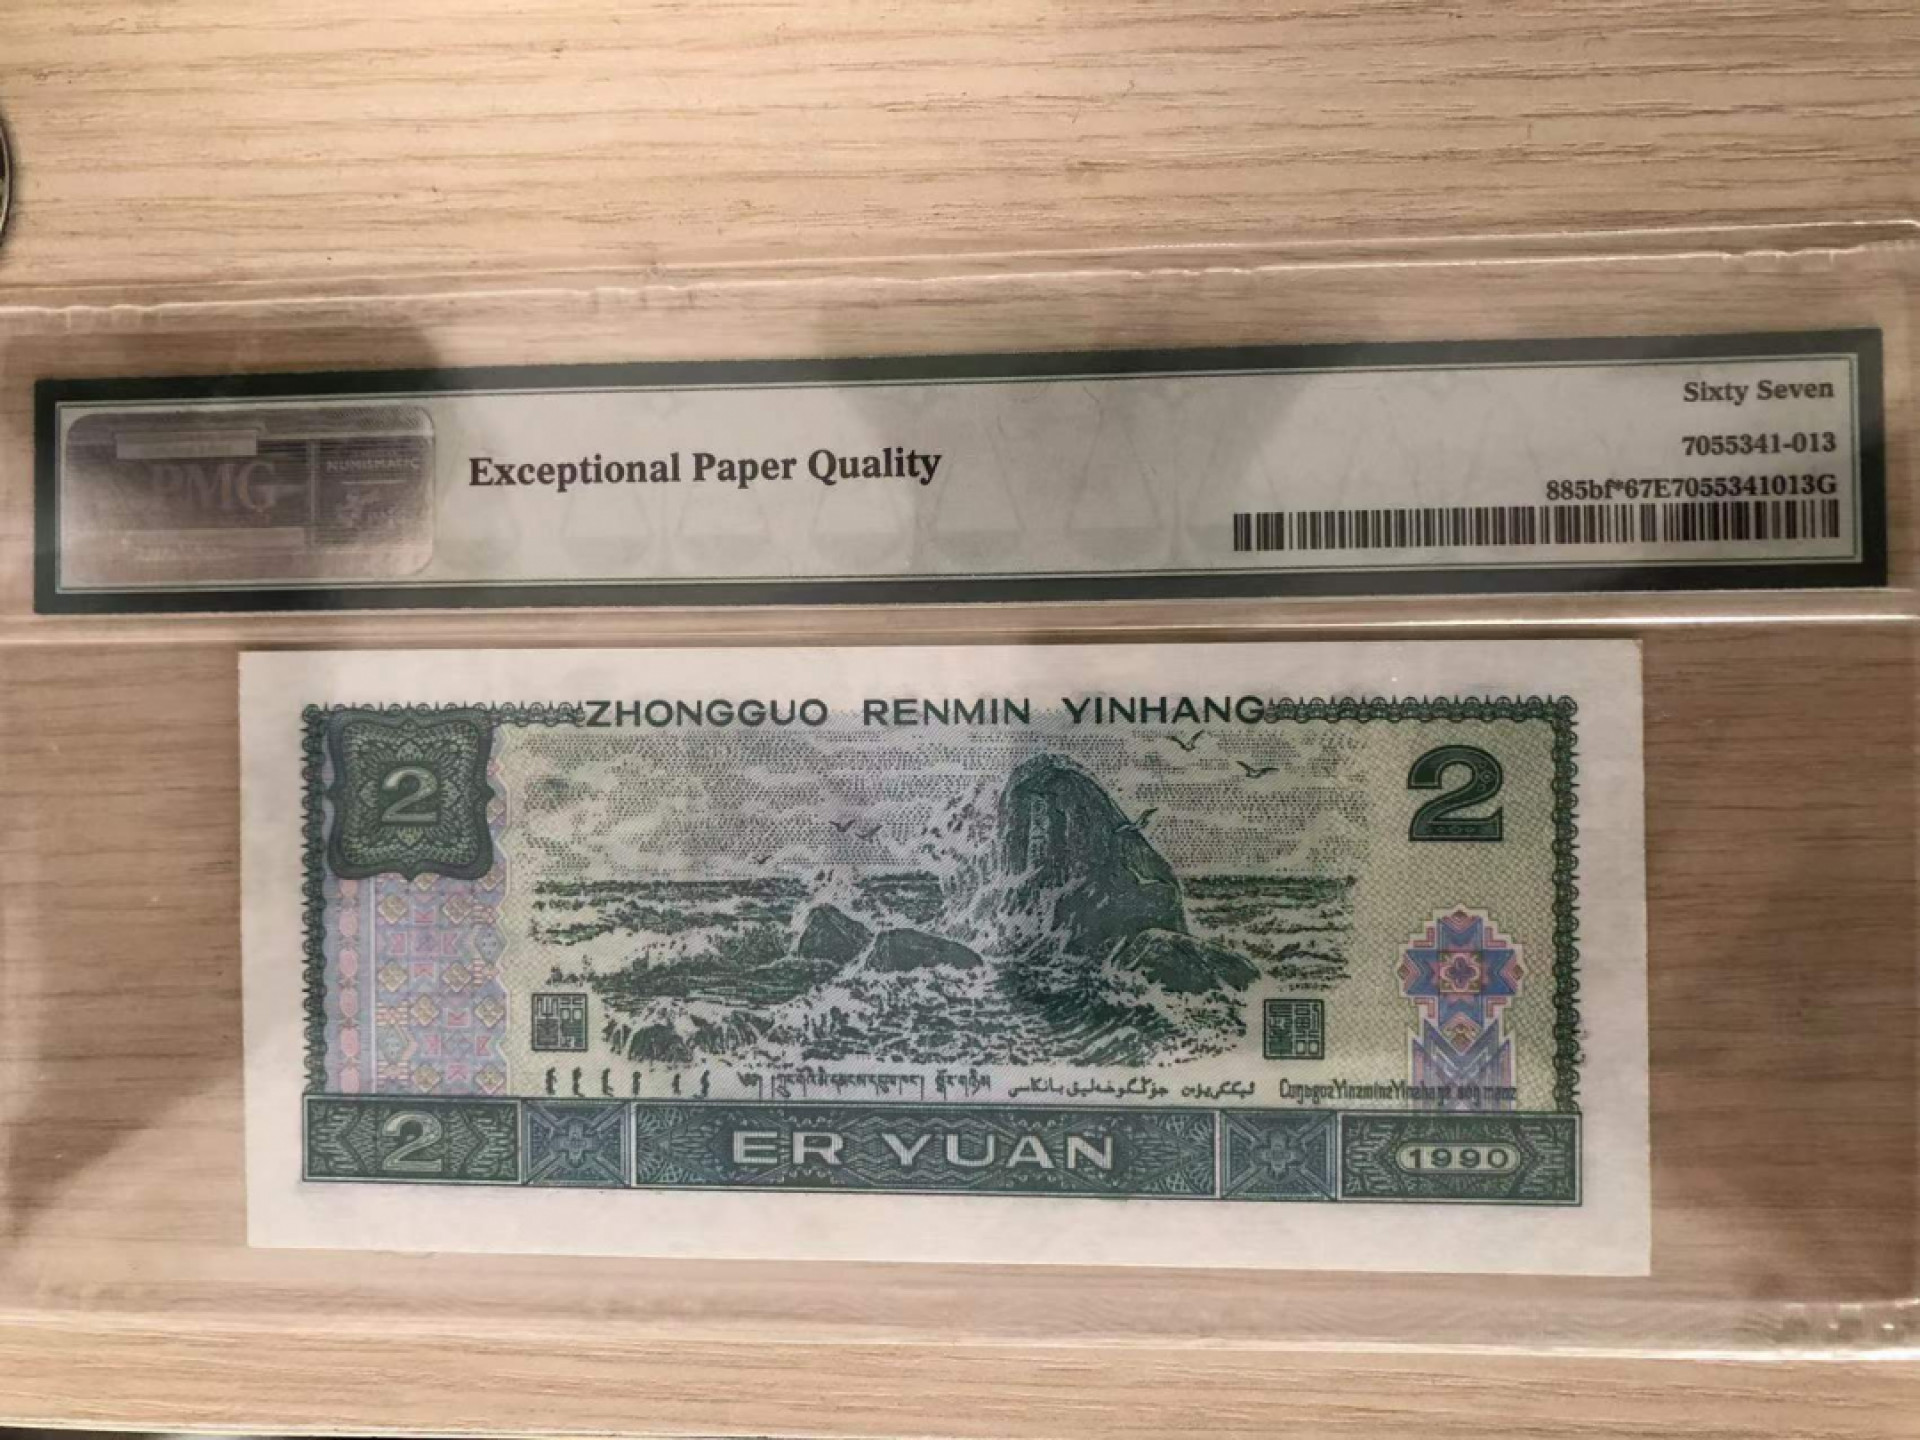 Sixty Seven
7055341-013
PMG
NUMISMATIC
Exceptional Paper Quality
885bf*67E7055341013G
ZHONGGUO RENMIN YINHANG
2
2
2
ER YUAN
1990